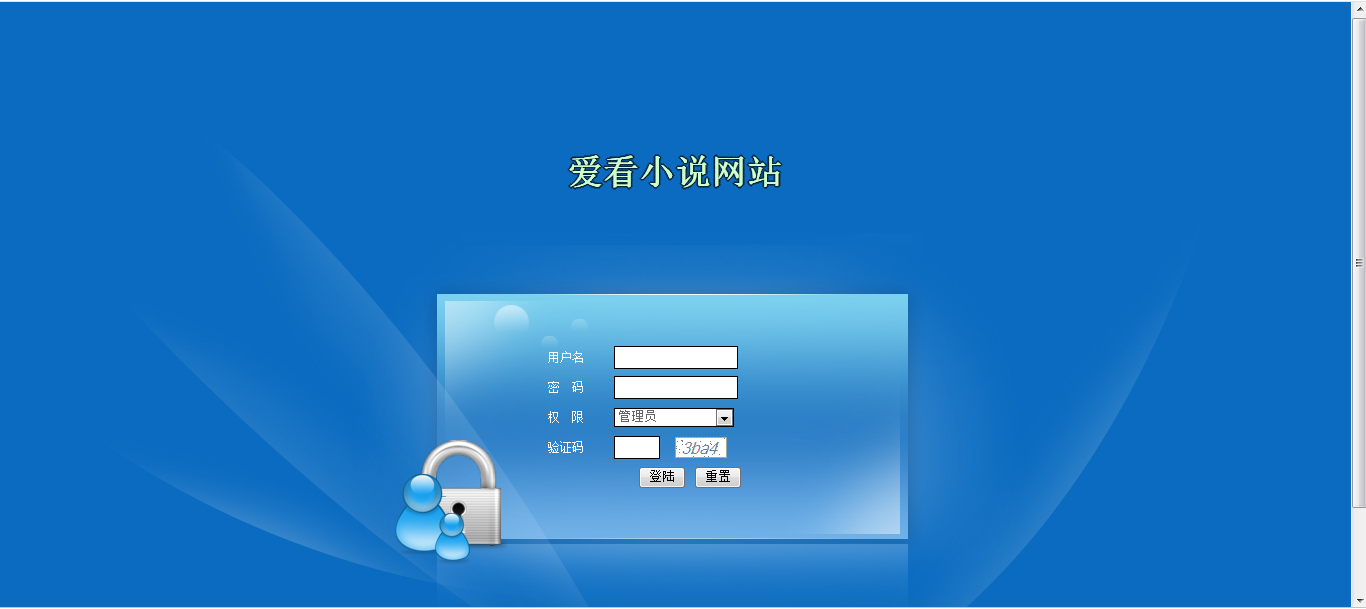 爱看小说网站
用户名
密 码
权 限 管理员
验证码 3ba4
登陆 重置